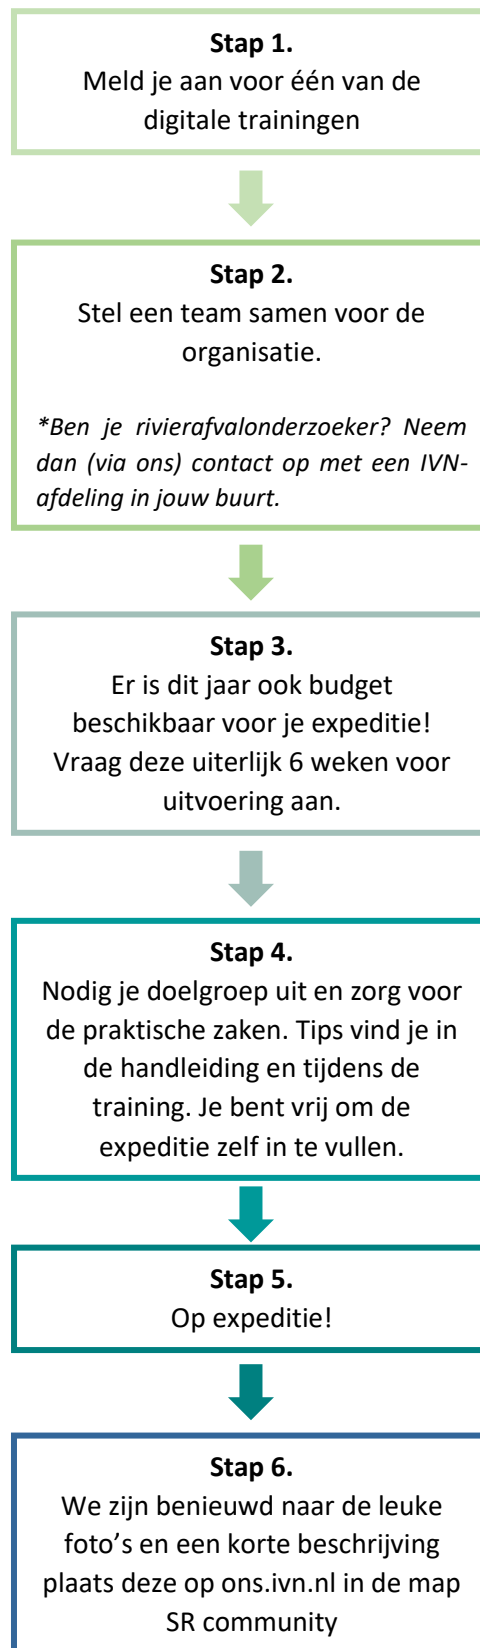 Stap 1.
Meld je aan voor één van de
digitale trainingen
Stap 2.
Stel een team samen voor de
organisatie.
*Ben je rivierafvalonderzoeker? Neem
dan (via ons) contact op met een IVN-
afdeling in jouw buurt.
Stap 3.
Er is dit jaar ook budget
beschikbaar voor je expeditie!
Vraag deze uiterlijk 6 weken voor
uitvoering aan.
Stap 4.
Nodig je doelgroep uit en zorg voor
de praktische zaken. Tips vind je in
de handleiding en tijdens de
training. Je bent vrij om de
expeditie zelf in te vullen.
Stap 5.
Op expeditie!
Stap 6.
We zijn benieuwd naar de leuke
foto’s en een korte beschrijving
plaats deze op ons.ivn.nl in de map
SR community